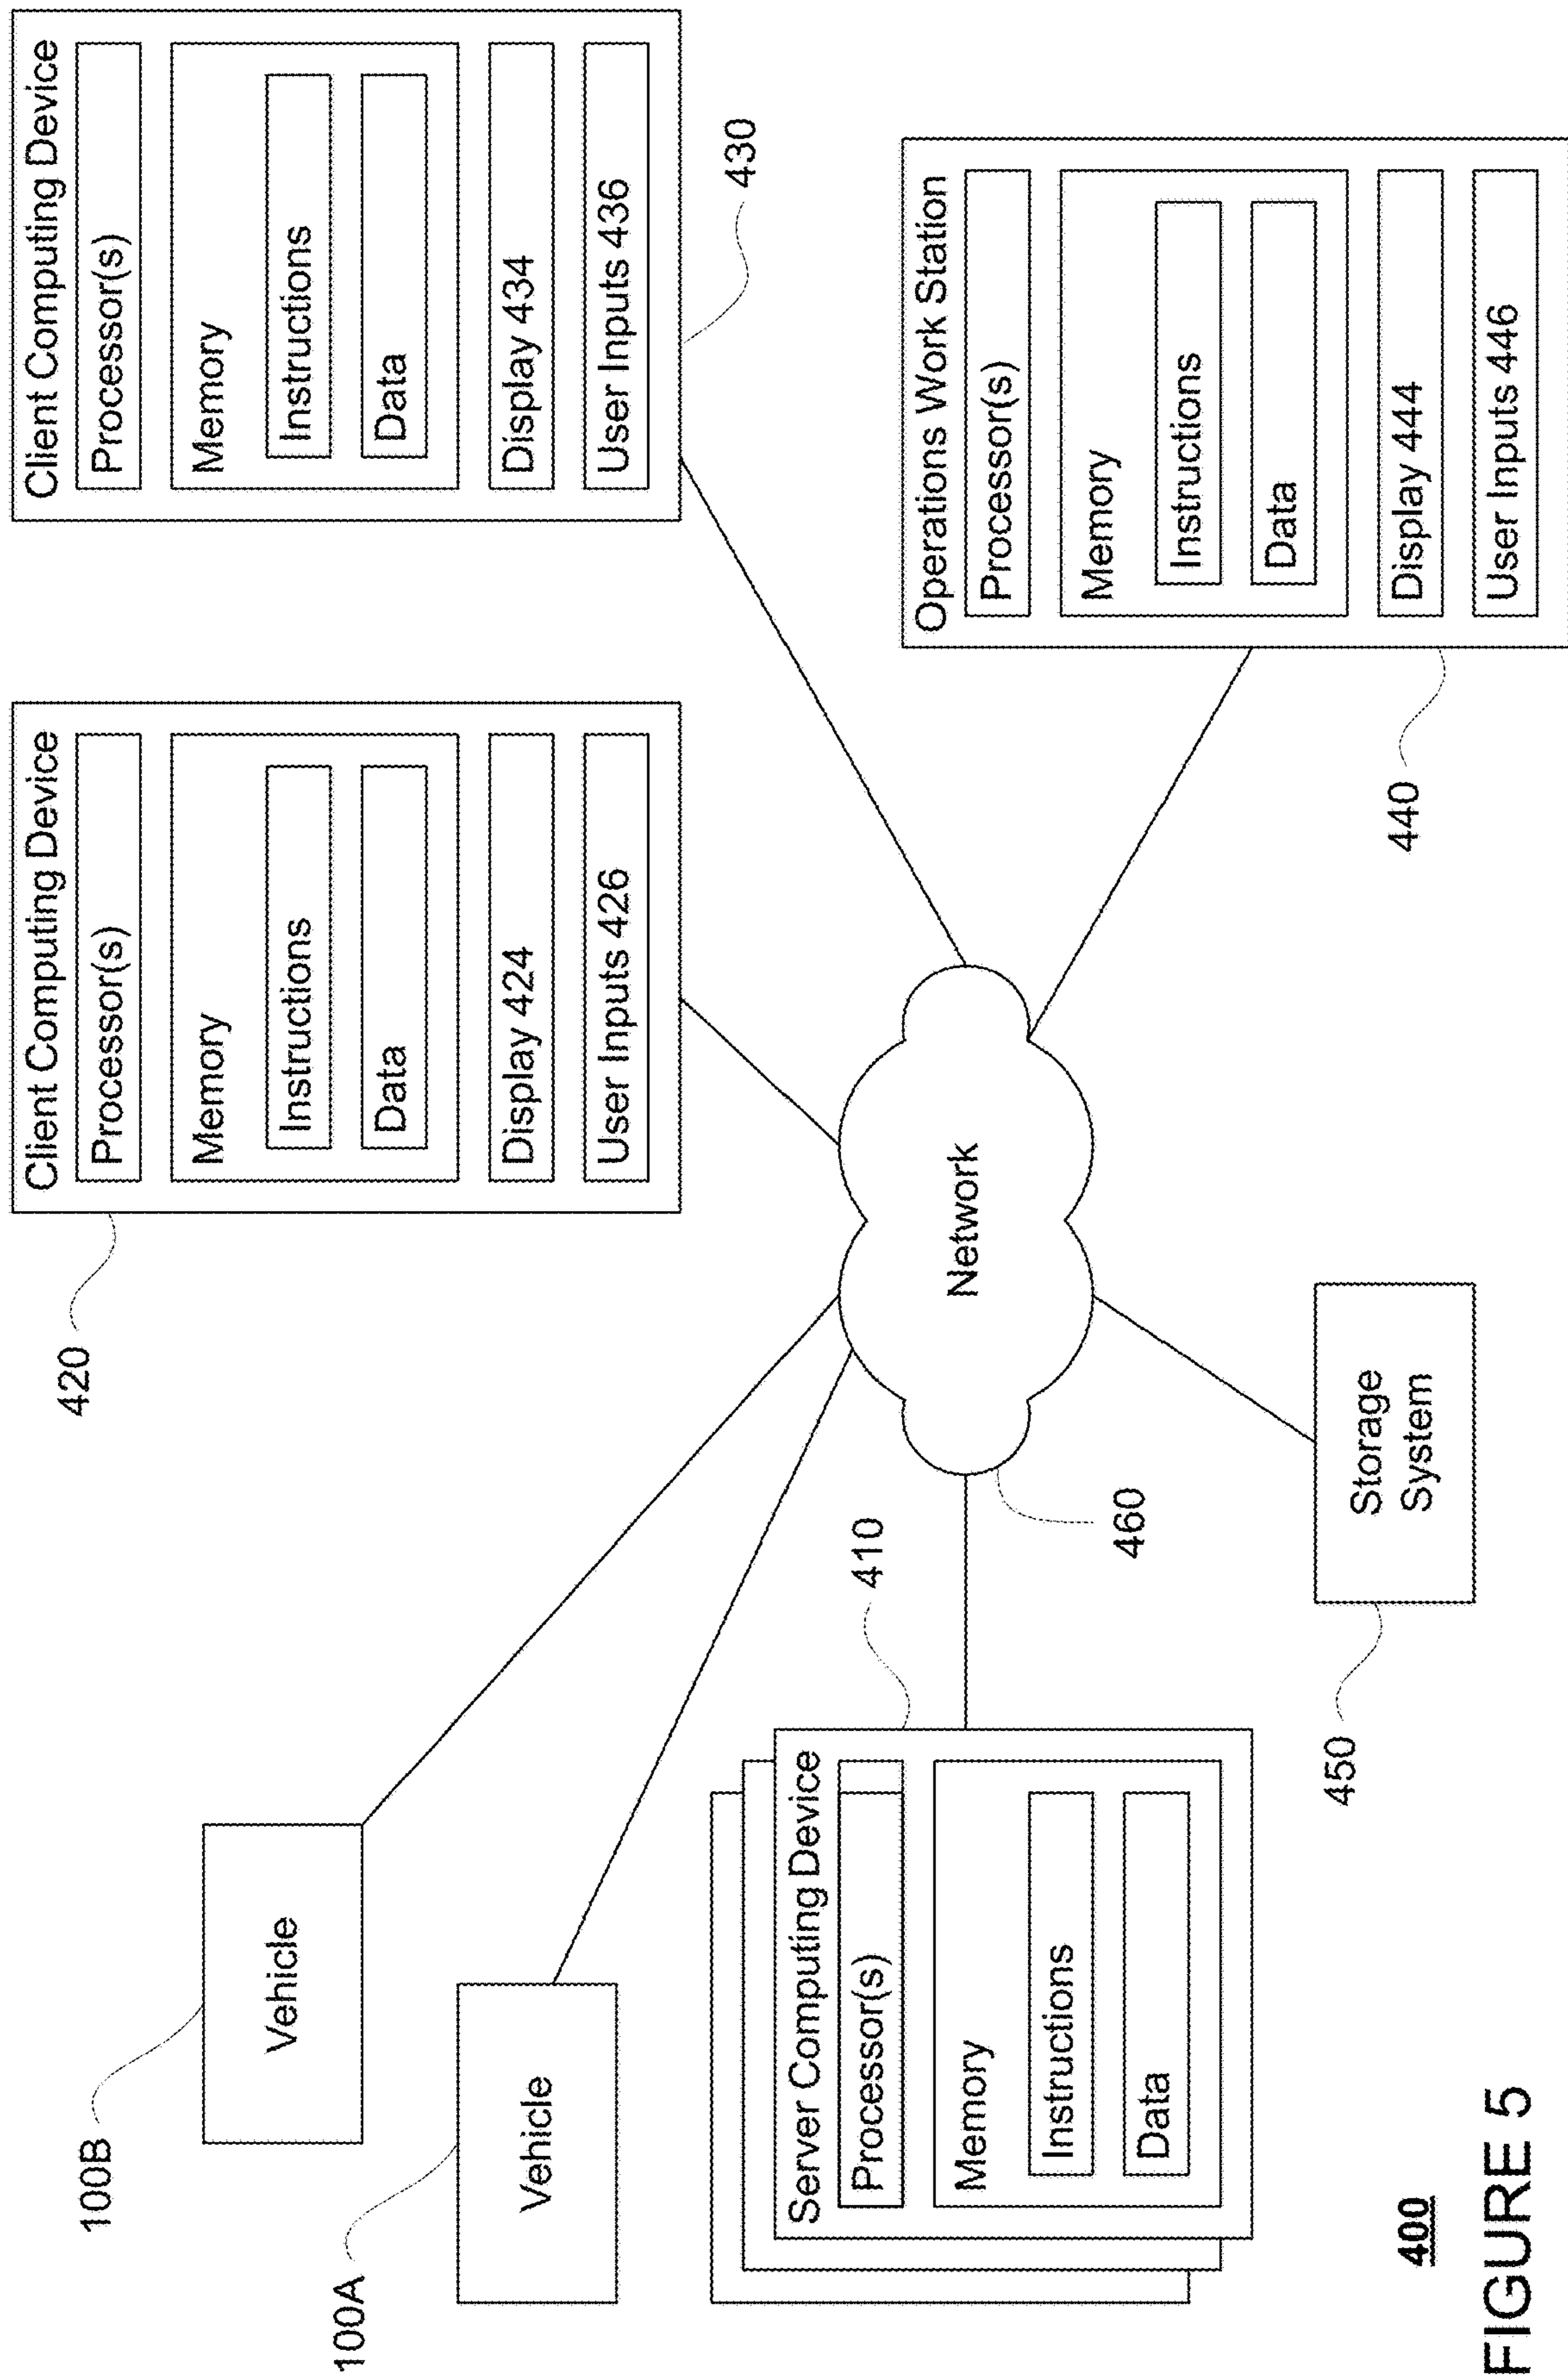 100B
Vehicle
100A
Vehicle
Server Computing Device
Processor(s)
Memory
Instructions
Data
410
420
Client Computing Device
Processor(s)
Memory
Instructions
Data
Display 424
User Inputs 426
Client Computing Device
Processor(s)
Memory
Instructions
Data
Display 434
User Inputs 436
430
Network
460
Storage
System
450
Operations Work Station
Processor(s)
Memory
Instructions
Data
Display 444
User Inputs 446
440
400
FIGURE 5